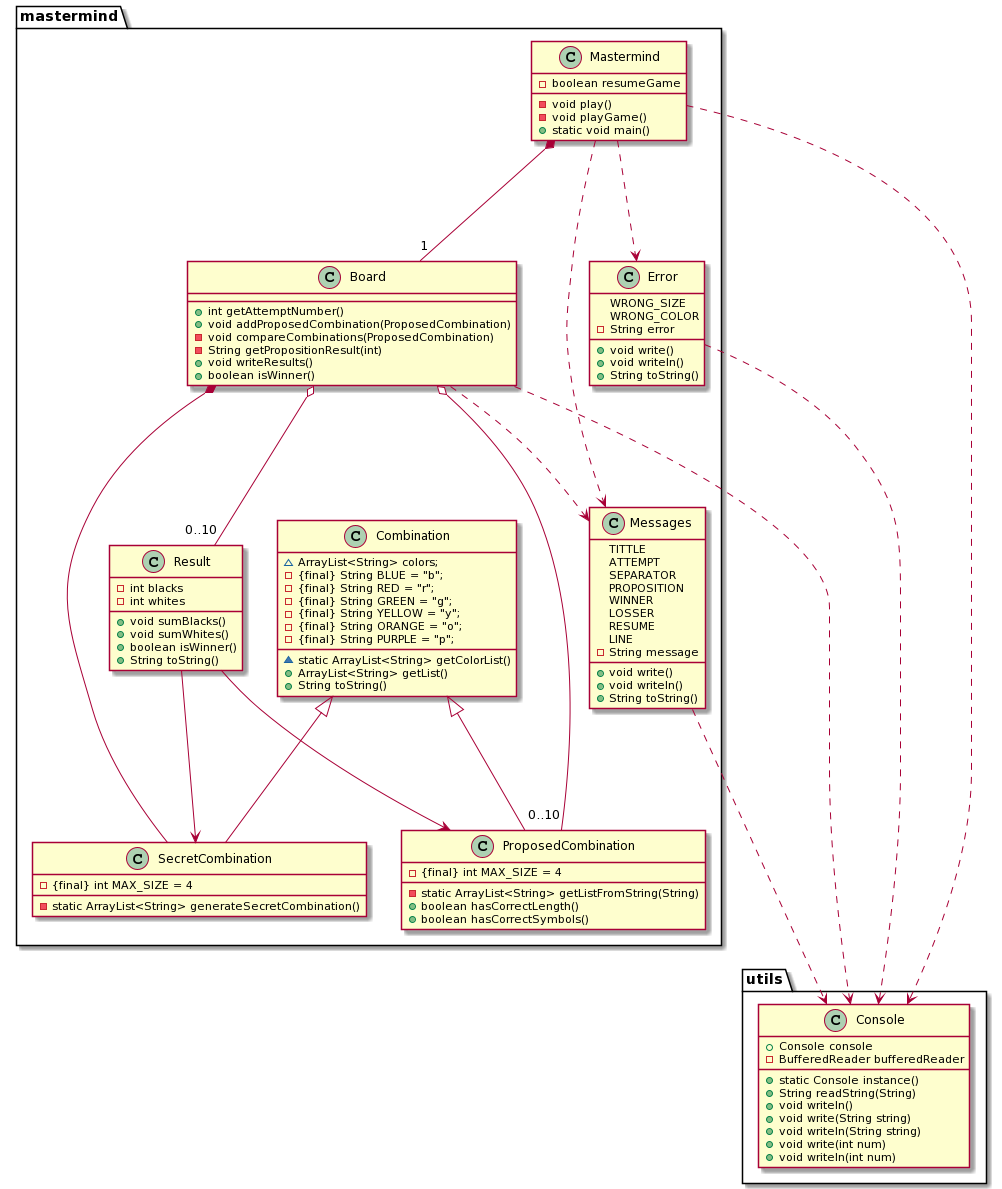 mastermind
C Mastermind
boolean resumeGame
void play()
void playGame()
static void main()
1
C Board
int getAttemptNumber()
void addProposedCombination(ProposedCombination)
void compareCombinations(ProposedCombination)
String getPropositionResult(int)
void writeResults()
boolean isWinner()
C Error
WRONG_SIZE
WRONG_COLOR
String error
void write()
void writeln()
String toString()
0..10
C Result
int blacks
int whites
void sumBlacks()
void sumWhites()
boolean isWinner()
String toString()
C Combination
ArrayList<String> colors;
{final} String BLUE = "b";
{final} String RED = "r";
{final} String GREEN = "g";
{final} String YELLOW = "y";
{final} String ORANGE = "o";
{final} String PURPLE = "p";
static ArrayList<String> getColorList()
ArrayList<String> getList()
String toString()
C Messages
TITTLE
ATTEMPT
SEPARATOR
PROPOSITION
WINNER
LOSSER
RESUME
LINE
String message
void write()
void writeln()
String toString()
0..10
C SecretCombination
{final} int MAX_SIZE = 4
static ArrayList<String> generateSecretCombination()
C ProposedCombination
{final} int MAX_SIZE = 4
static ArrayList<String> getListFromString(String)
boolean hasCorrectLength()
boolean hasCorrectSymbols()
utils
C Console
Console console
BufferedReader bufferedReader
static Console instance()
String readString(String)
void writeln()
void write(String string)
void writeln(String string)
void write(int num)
void writeln(int num)